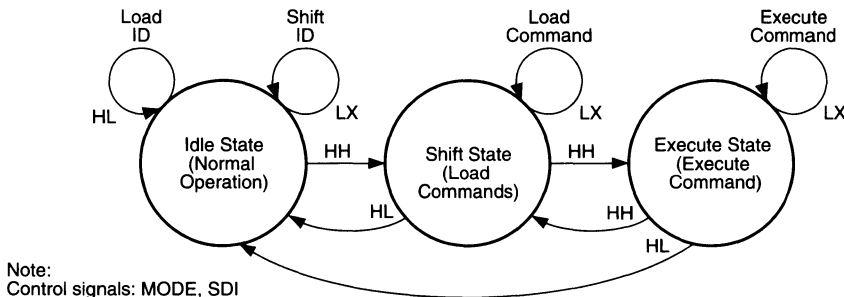 Load
ID
Shift
ID
Load
Command
Execute
Command
HL
LX
LX
LX
Idle State
(Normal
Operation)
HH
Shift State
(Load
Commands)
HH
Execute State
(Execute
Command)
HL
HH
HL
Note:
Control signals: MODE, SDI